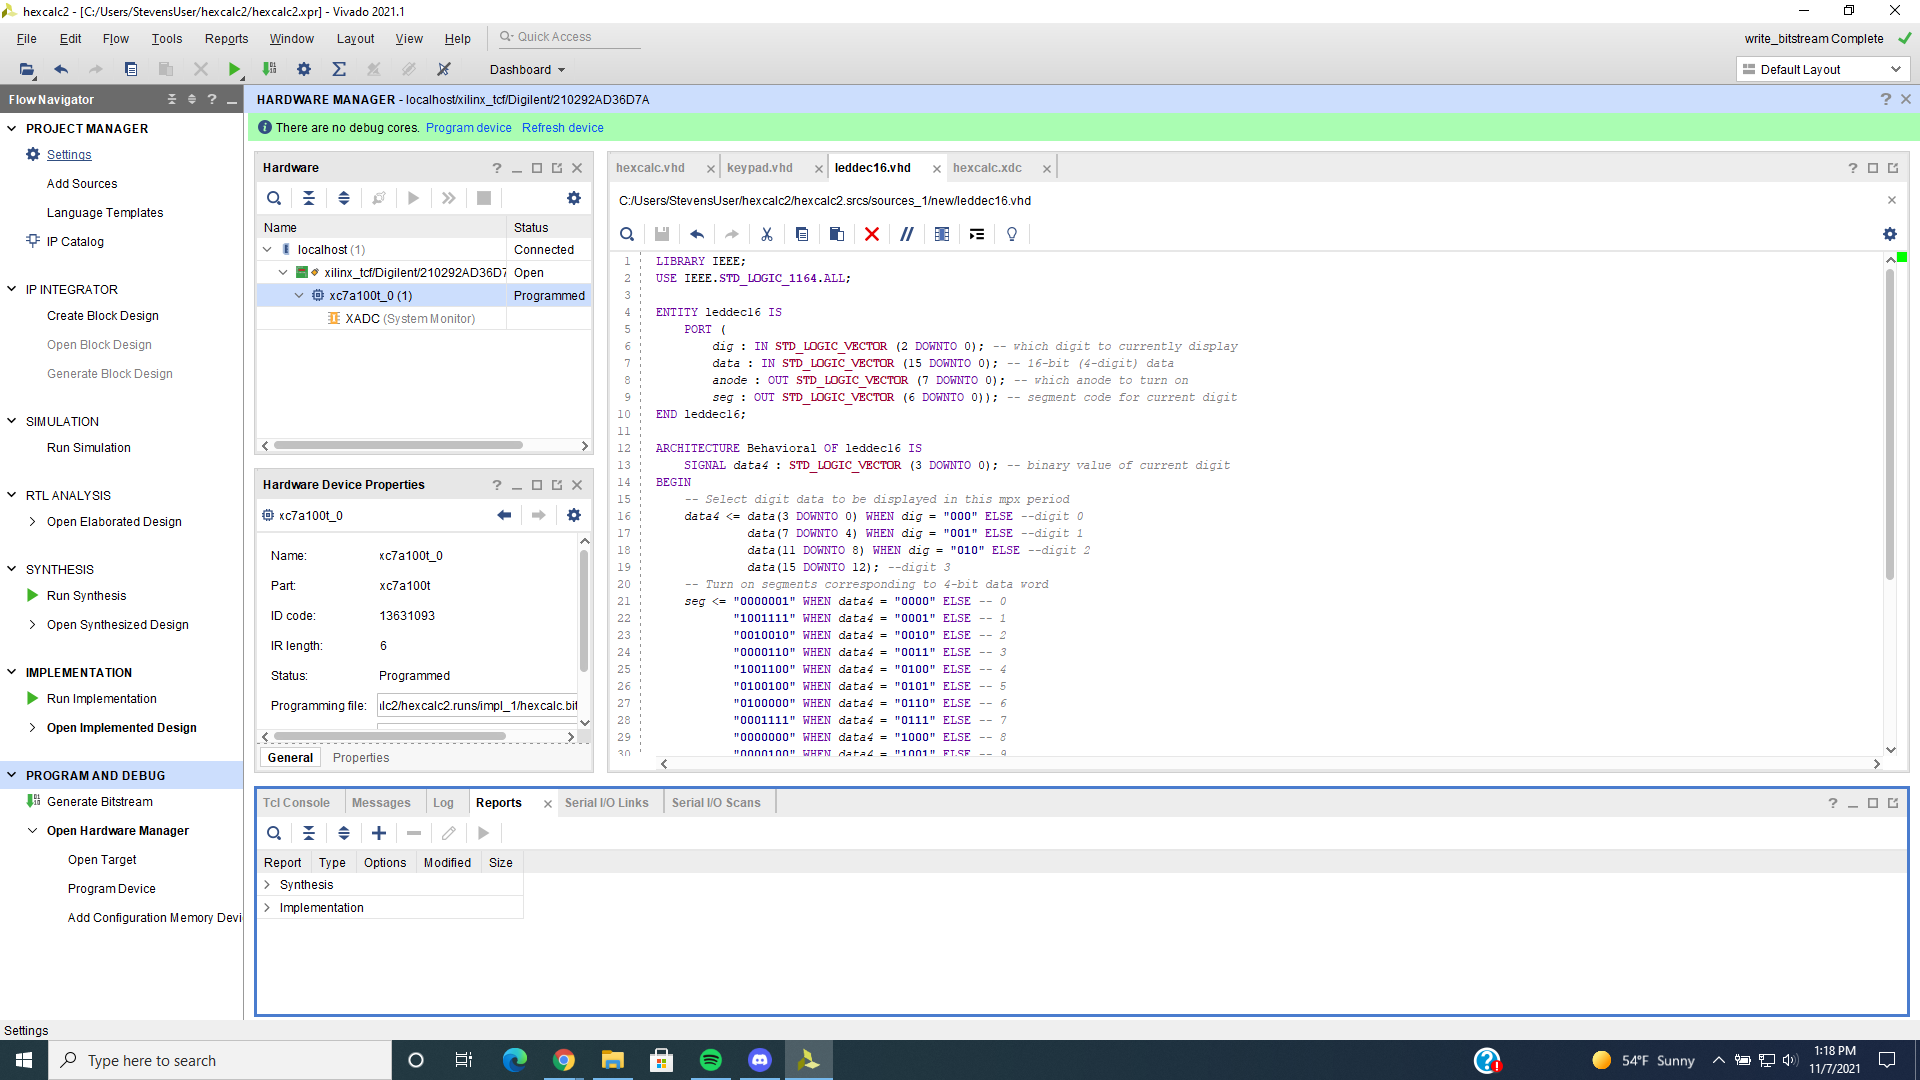 hexcalc2 - [C:/Users/StevensUser/hexcalc2/hexcalc2.xpr] - Vivado 2021.1
File Edit Flow Tools Reports Window Layout View Help Quick Access
write_bitstream Complete
Dashboard
Default Layout
Flow Navigator
HARDWARE MANAGER - localhost/xilinx_tcf/Digilent/210292AD36D7A
There are no debug cores. Program device Refresh device
PROJECT MANAGER
Settings
Add Sources
Language Templates
IP Catalog
IP INTEGRATOR
Create Block Design
Open Block Design
Generate Block Design
SIMULATION
Run Simulation
RTL ANALYSIS
Open Elaborated Design
SYNTHESIS
Run Synthesis
Open Synthesized Design
IMPLEMENTATION
Run Implementation
Open Implemented Design
PROGRAM AND DEBUG
Generate Bitstream
Open Hardware Manager
Open Target
Program Device
Add Configuration Memory Devi
Hardware
Name Status
localhost (1) Connected
xilinx_tcf/Digilent/210292AD36D7 Open
xc7a100t_0 (1) Programmed
XADC (System Monitor)
Hardware Device Properties
xc7a100t_0
Name: xc7a100t_0
Part: xc7a100t
ID code: 13631093
IR length: 6
Status: Programmed
Programming file: ilc2/hexcalc2.runs/impl_1/hexcalc.bit
General Properties
hexcalc.vhd keypad.vhd leddec16.vhd hexcalc.xdc
C:/Users/StevensUser/hexcalc2/hexcalc2.srcs/sources_1/new/leddec16.vhd
1 LIBRARY IEEE;
2 USE IEEE.STD_LOGIC_1164.ALL;
3
4 ENTITY leddec16 IS
5 PORT (
6 dig : IN STD_LOGIC_VECTOR (2 DOWNTO 0); -- which digit to currently display
7 data : IN STD_LOGIC_VECTOR (15 DOWNTO 0); -- 16-bit (4-digit) data
8 anode : OUT STD_LOGIC_VECTOR (7 DOWNTO 0); -- which anode to turn on
9 seg : OUT STD_LOGIC_VECTOR (6 DOWNTO 0)); -- segment code for current digit
10 END leddec16;
11
12 ARCHITECTURE Behavioral OF leddec16 IS
13 SIGNAL data4 : STD_LOGIC_VECTOR (3 DOWNTO 0); -- binary value of current digit
14 BEGIN
15 -- Select digit data to be displayed in this mpx period
16 data4 <= data(3 DOWNTO 0) WHEN dig = "000" ELSE --digit 0
17 data(7 DOWNTO 4) WHEN dig = "001" ELSE --digit 1
18 data(11 DOWNTO 8) WHEN dig = "010" ELSE --digit 2
19 data(15 DOWNTO 12); --digit 3
20 -- Turn on segments corresponding to 4-bit data word
21 seg <= "0000001" WHEN data4 = "0000" ELSE -- 0
22 "1001111" WHEN data4 = "0001" ELSE -- 1
23 "0010010" WHEN data4 = "0010" ELSE -- 2
24 "0000110" WHEN data4 = "0011" ELSE -- 3
25 "1001100" WHEN data4 = "0100" ELSE -- 4
26 "0100100" WHEN data4 = "0101" ELSE -- 5
27 "0100000" WHEN data4 = "0110" ELSE -- 6
28 "0001111" WHEN data4 = "0111" ELSE -- 7
29 "0000000" WHEN data4 = "1000" ELSE -- 8
30 "0000100" WHEN data4 = "1001" ELSE -- 9
Tcl Console Messages Log Reports Serial I/O Links Serial I/O Scans
Report Type Options Modified Size
Synthesis
Implementation
Settings
Type here to search
54°F Sunny
1:18 PM
11/7/2021